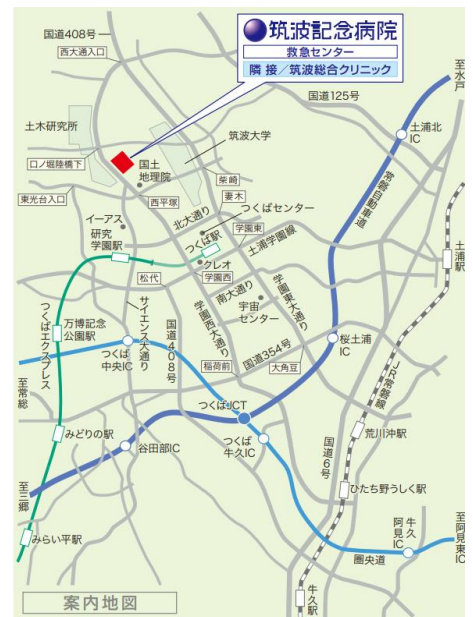 筑波記念病院
救急センター
隣接／筑波総合クリニック
国道408号
西大通入口
至水戸
国道125号
土木研究所
筑波大学
土浦北IC
口ノ堀陸橋下
国土地理院
柴崎
常磐自動車道
東光台入口
西平塚
妻木
北大通り
つくばセンター
イーアス
つくば駅
学園東
土浦学園線
土浦駅
研究学園駅
クレオ
松代
学園西
南大通り
学園東大通り
宇宙センター
つくばエクスプレス
万博記念公園駅
サイエンス大通り
国道408号
学園西大通り
つくば中央IC
稲荷前
国道354号
大角豆
桜土浦IC
JR常磐線
至常総
つくばJCT
みどりの駅
谷田部IC
つくば牛久IC
国道6号
荒川沖駅
至三郷
ひたち野うしく駅
みらい平駅
牛久阿見IC
至阿見東IC
圏央道
牛久駅
案内地図